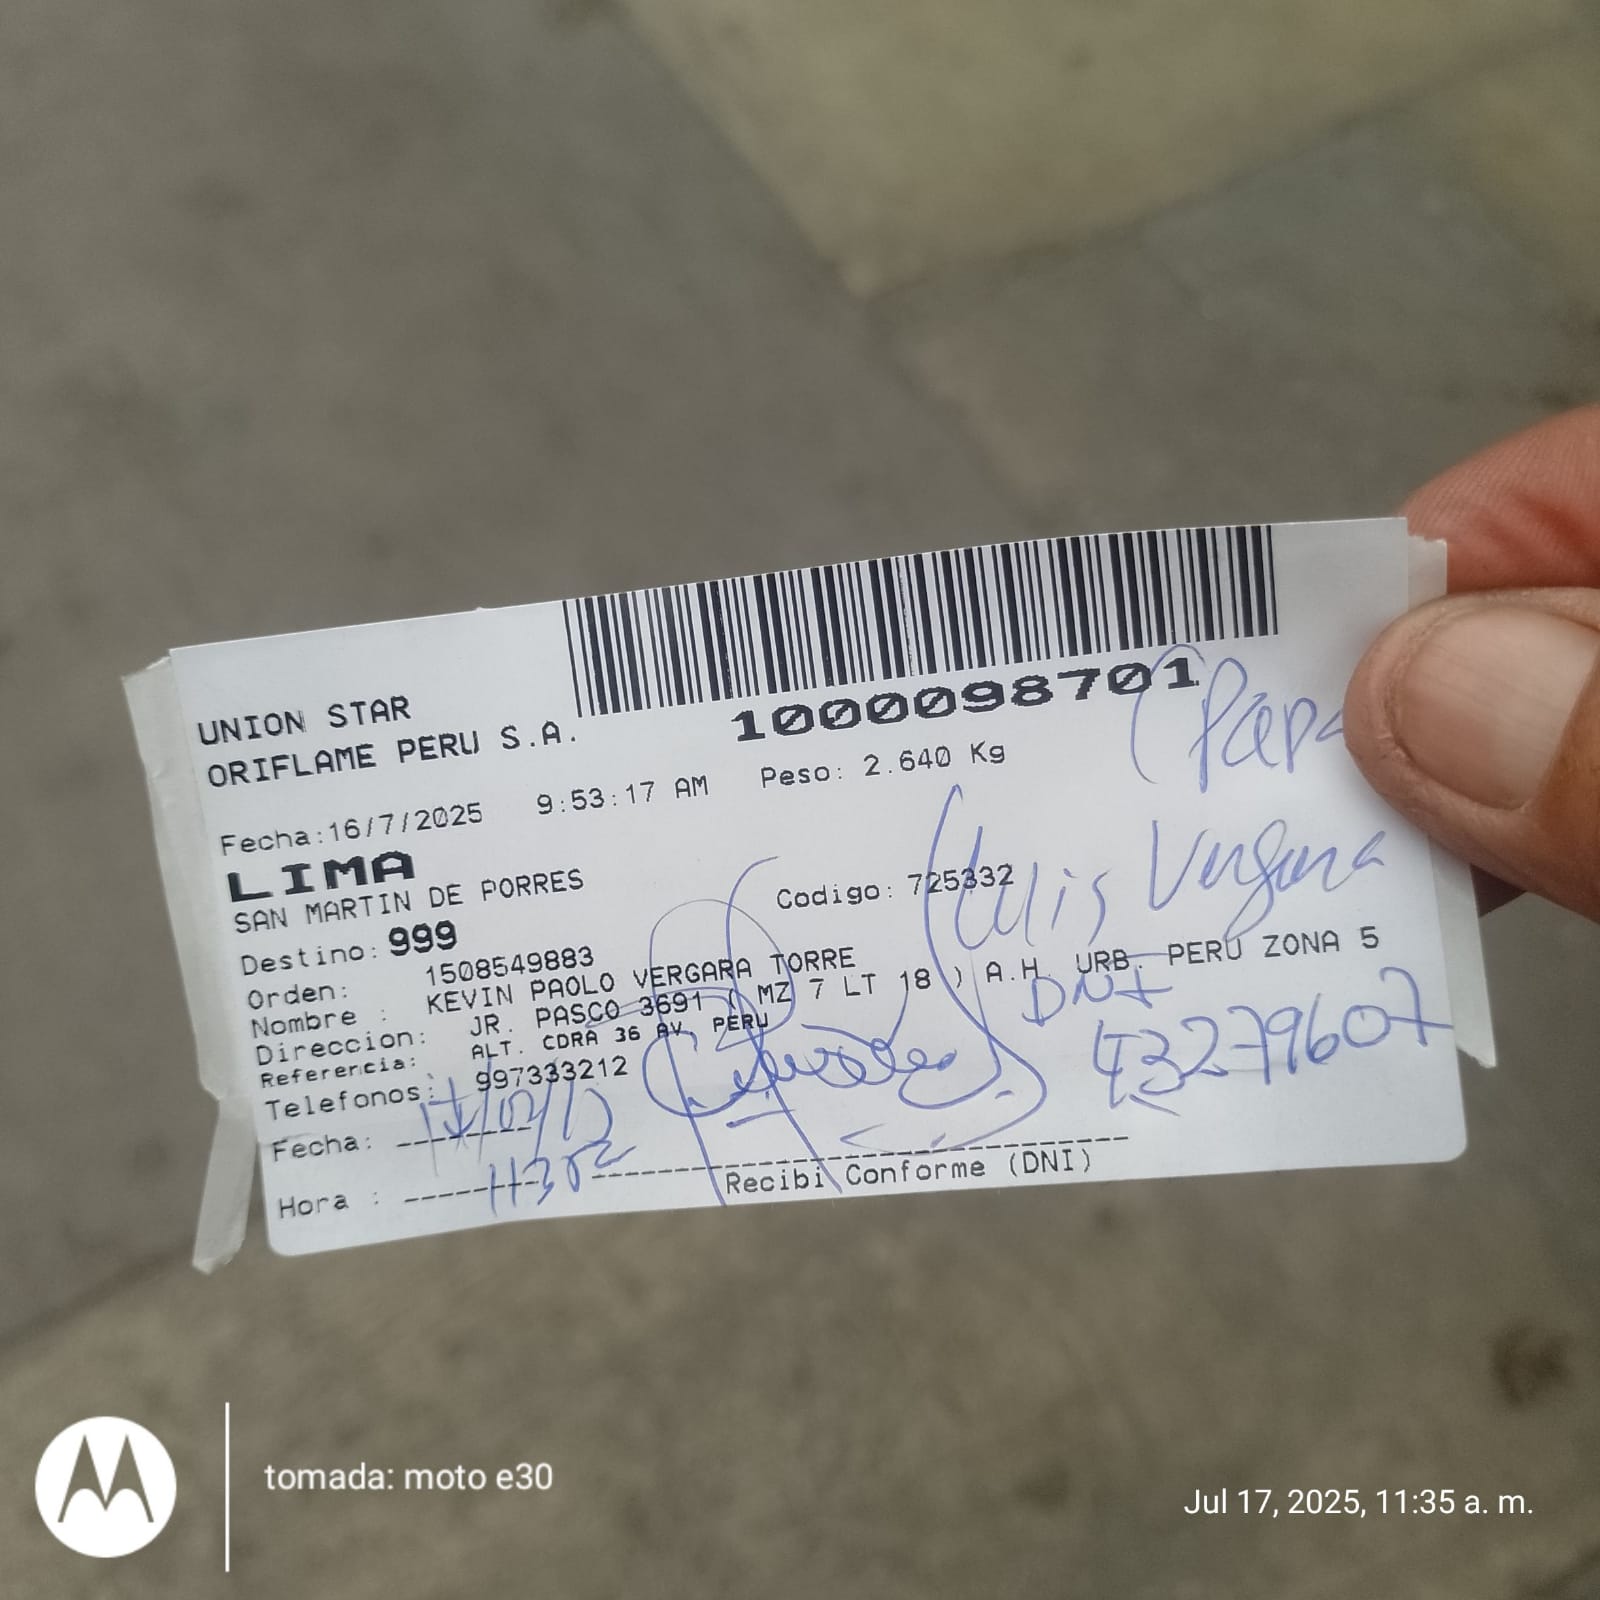 UNION STAR
ORIFLAME PERU S.A.
1000098701
(Papa
Fecha:16/7/2025 9:53:17 AM Peso: 2.640 Kg
LIMA
SAN MARTIN DE PORRES
Codigo: 725332
Luis Vergara
Destino: 999
Orden: 1508549883
Nombre : KEVIN PAOLO VERGARA TORRE
Direccion: JR. PASCO 3691 ( MZ 7 LT 18 ) A.H. URB. PERU ZONA 5
Referencia: ALT. CDRA 36 AV. PERU
DNI
43279607
Telefonos: 997333212
Fecha:
Hora :
Recibi Conforme (DNI)
tomada: moto e30
Jul 17, 2025, 11:35 a. m.